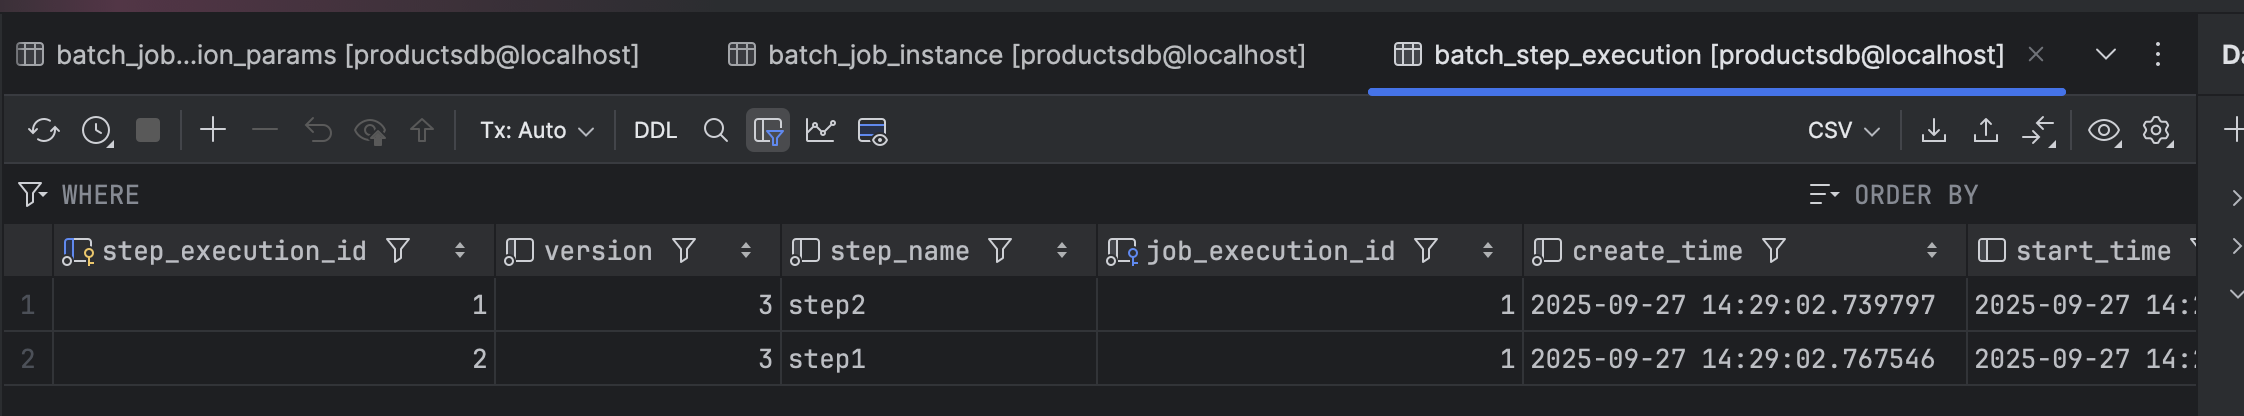 batch_job...ion_params [productsdb@localhost] batch_job_instance [productsdb@localhost] batch_step_execution [productsdb@localhost]
Tx: Auto DDL CSV
WHERE ORDER BY
step_execution_id version step_name job_execution_id create_time start_time
1 1 3 step2 1 2025-09-27 14:29:02.739797 2025-09-27 14:
2 2 3 step1 1 2025-09-27 14:29:02.767546 2025-09-27 14: